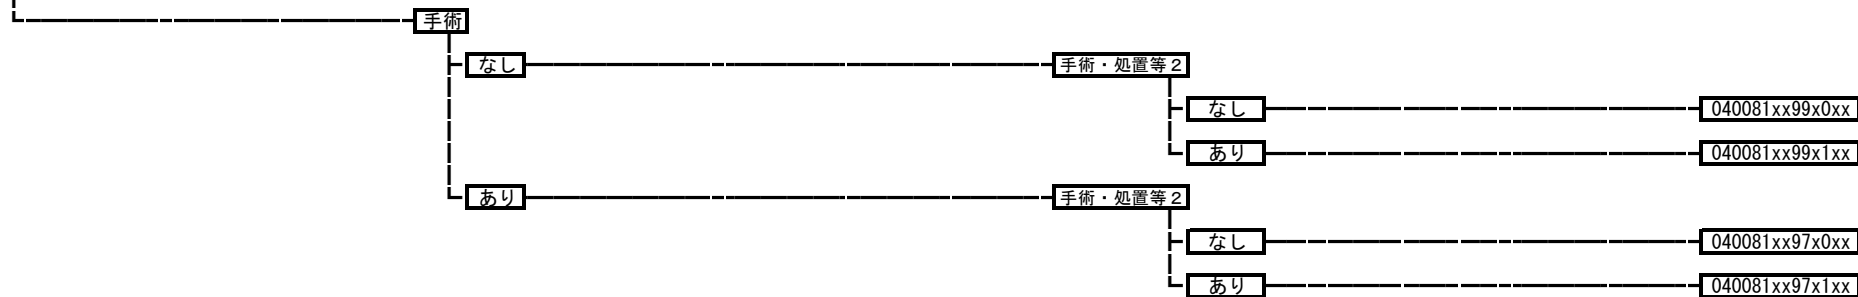 手術
なし 手術・処置等２
なし 040081xx99x0xx
あり 040081xx99x1xx
あり 手術・処置等２
なし 040081xx97x0xx
あり 040081xx97x1xx